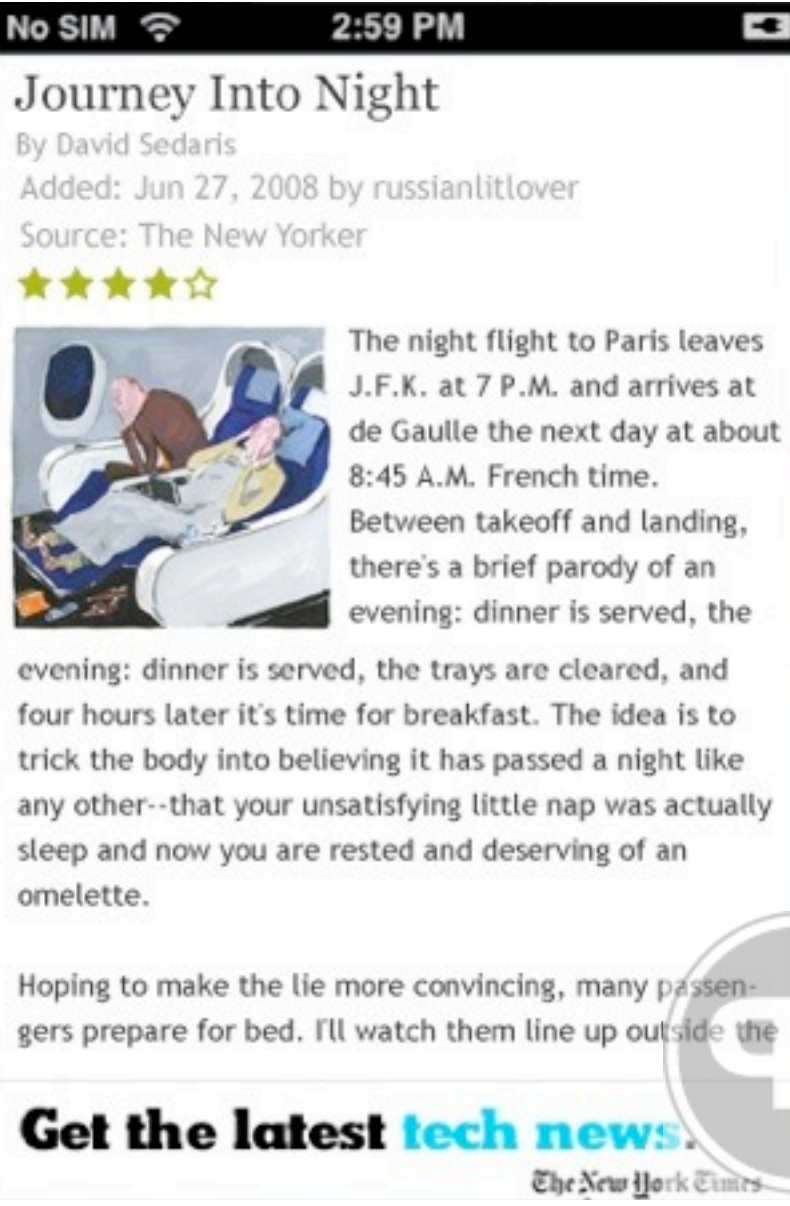 No SIM 2:59 PM
Journey Into Night
By David Sedaris
Added: Jun 27, 2008 by russianlitlover
Source: The New Yorker
The night flight to Paris leaves
J.F.K. at 7 P.M. and arrives at
de Gaulle the next day at about
8:45 A.M. French time.
Between takeoff and landing,
there's a brief parody of an
evening: dinner is served, the
evening: dinner is served, the trays are cleared, and
four hours later it's time for breakfast. The idea is to
trick the body into believing it has passed a night like
any other--that your unsatisfying little nap was actually
sleep and now you are rested and deserving of an
omelette.
Hoping to make the lie more convincing, many passen-
gers prepare for bed. I'll watch them line up outside the
Get the latest tech news.
The New York Times